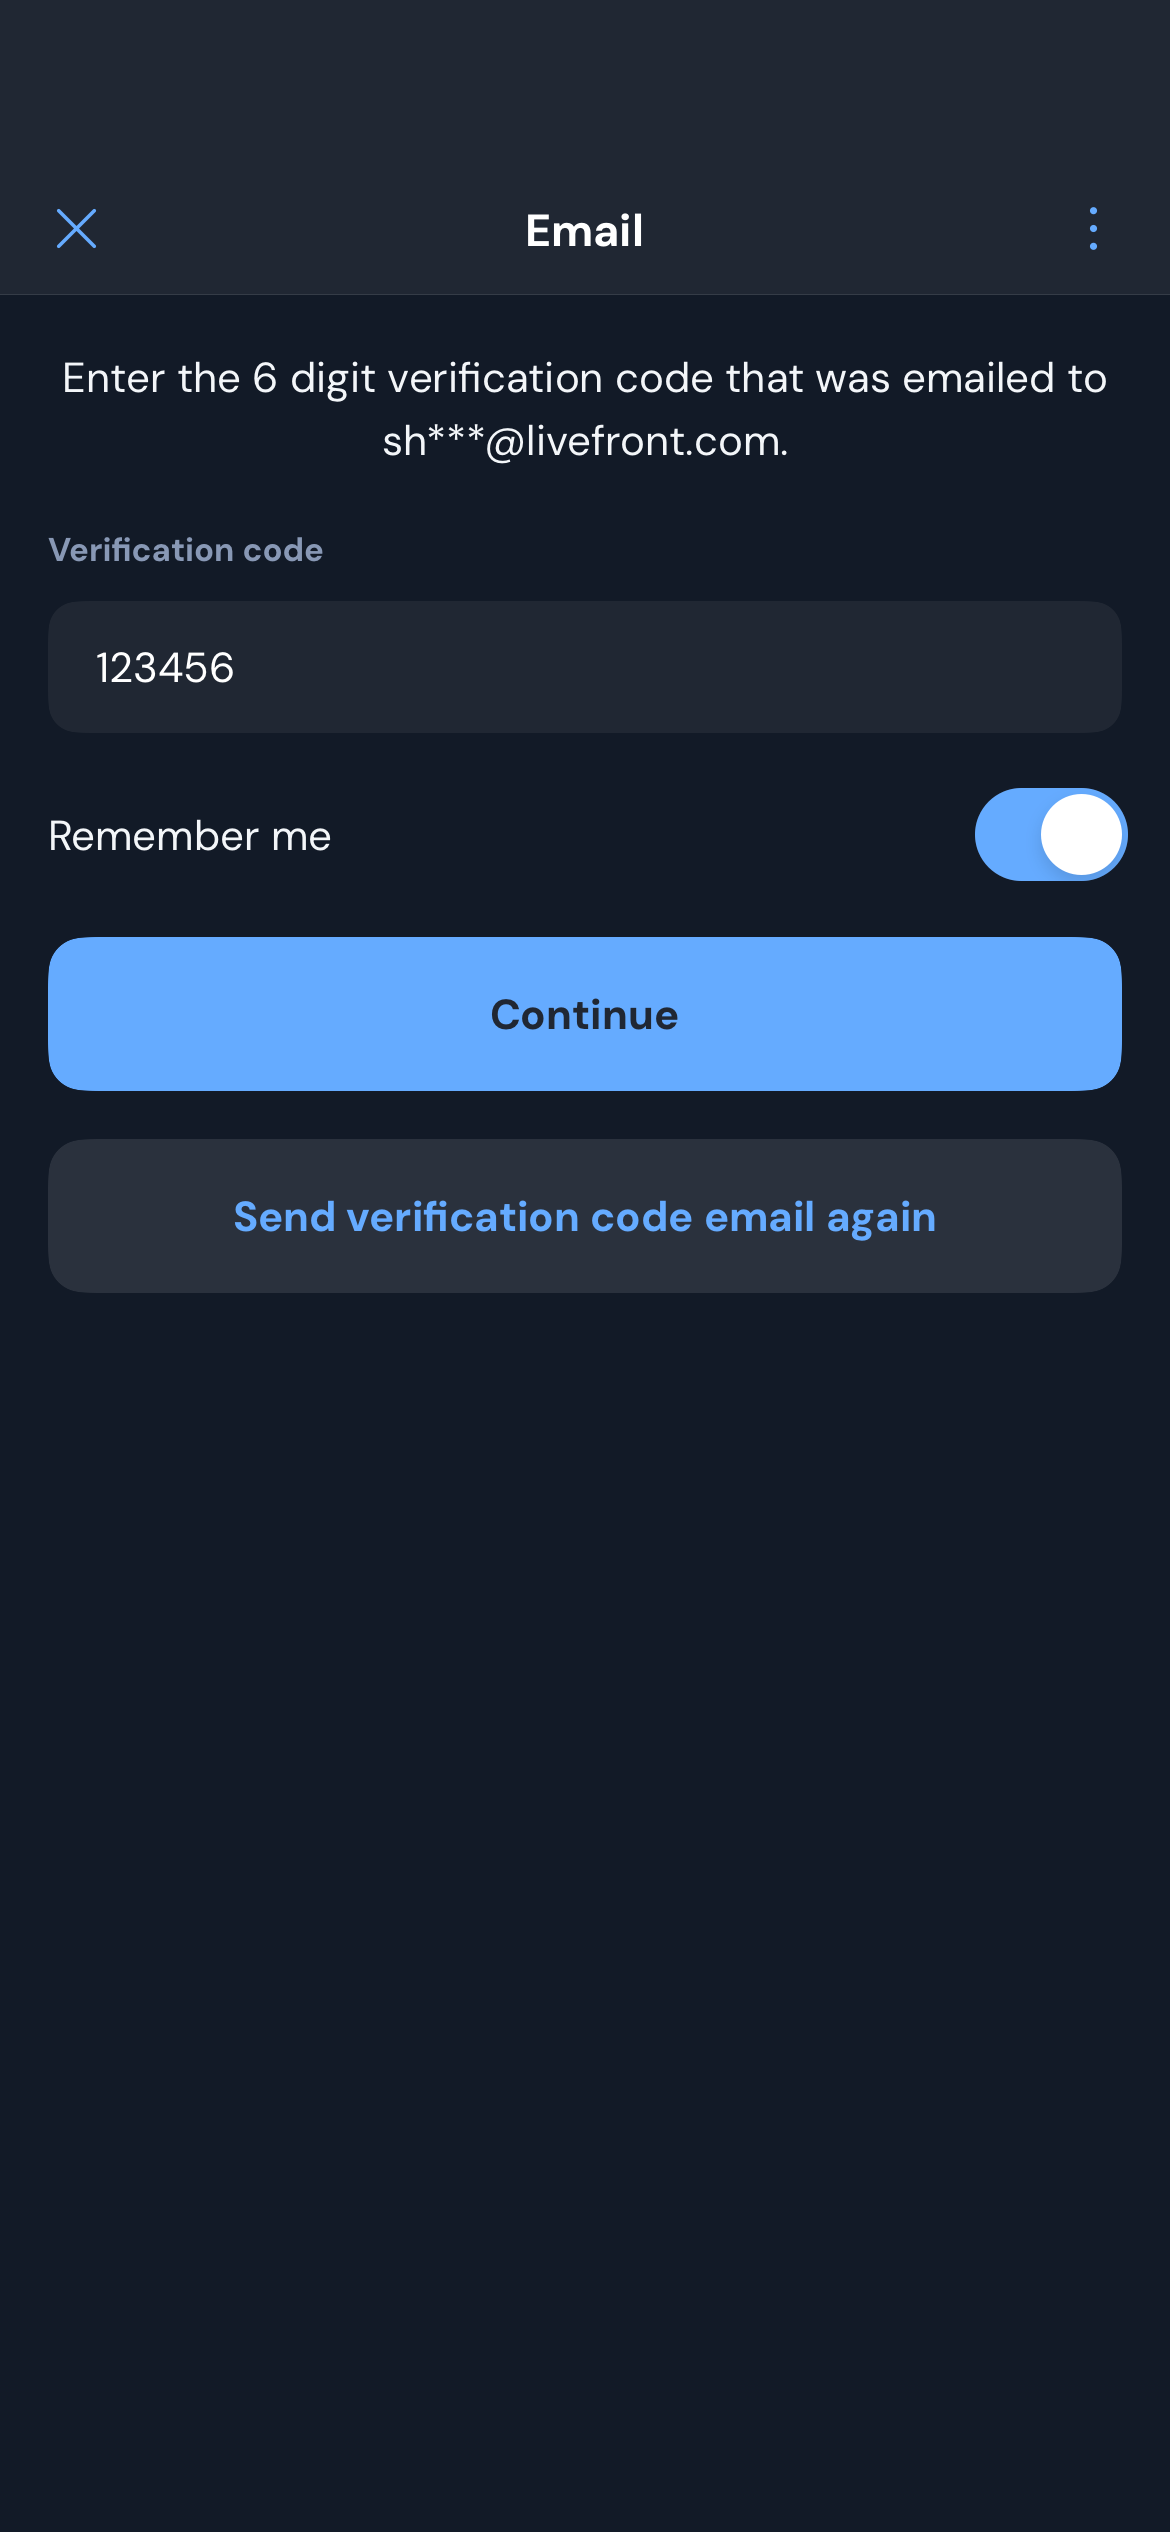 Email
Enter the 6 digit verification code that was emailed to
sh***@livefront.com.
Verification code
123456
Remember me
Continue
Send verification code email again